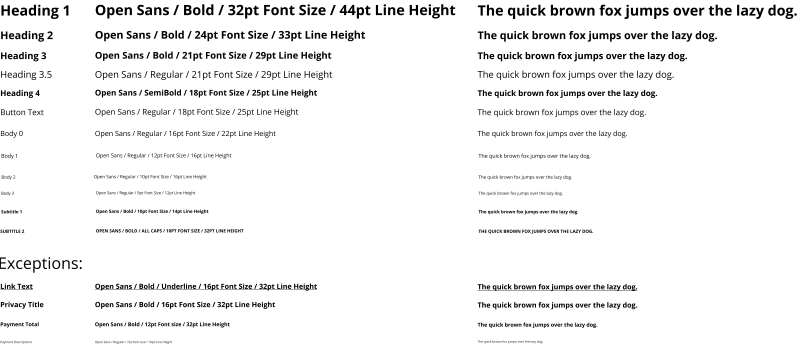 Heading 1 Open Sans / Bold / 32pt Font Size / 44pt Line Height The quick brown fox jumps over the lazy dog.
Heading 2 Open Sans / Bold / 24pt Font Size / 33pt Line Height The quick brown fox jumps over the lazy dog.
Heading 3 Open Sans / Bold / 21pt Font Size / 29pt Line Height The quick brown fox jumps over the lazy dog.
Heading 3.5 Open Sans / Regular / 21pt Font Size / 29pt Line Height The quick brown fox jumps over the lazy dog.
Heading 4 Open Sans / SemiBold / 18pt Font Size / 25pt Line Height The quick brown fox jumps over the lazy dog.
Button Text Open Sans / Regular / 18pt Font Size / 25pt Line Height The quick brown fox jumps over the lazy dog.
Body 0 Open Sans / Regular / 16pt Font Size / 22pt Line Height The quick brown fox jumps over the lazy dog.
Body 1 Open Sans / Regular / 12pt Font Size / 16pt Line Height The quick brown fox jumps over the lazy dog.
Body 2 Open Sans / Regular / 10pt Font Size / 16pt Line Height The quick brown fox jumps over the lazy dog.
Body 3 Open Sans / Regular / 9pt Font Size / 12pt Line Height The quick brown fox jumps over the lazy dog.
Subtitle 1 Open Sans / Bold / 10pt Font Size / 14pt Line Height The quick brown fox jumps over the lazy dog.
SUBTITLE 2 OPEN SANS / BOLD / ALL CAPS / 10PT FONT SIZE / 32PT LINE HEIGHT THE QUICK BROWN FOX JUMPS OVER THE LAZY DOG.
Exceptions:
Link Text Open Sans / Bold / Underline / 16pt Font Size / 32pt Line Height The quick brown fox jumps over the lazy dog.
Privacy Title Open Sans / Bold / 16pt Font Size / 32pt Line Height The quick brown fox jumps over the lazy dog.
Payment Total Open Sans / Bold / 12pt Font size / 32pt Line Height The quick brown fox jumps over the lazy dog.
Payment Descriptions Open Sans / Regular / 7pt Font size / 10pt Line Height The quick brown fox jumps over the lazy dog.